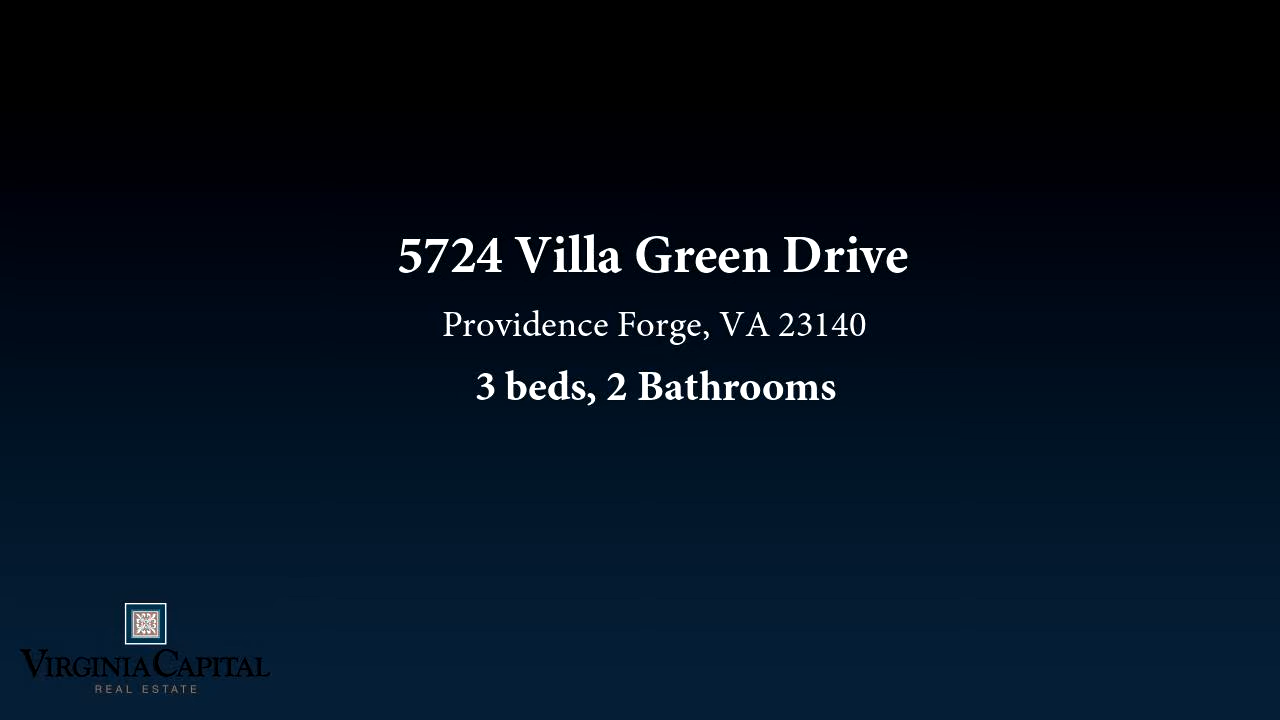 5724 Villa Green Drive
Providence Forge, VA 23140
3 beds, 2 Bathrooms
VIRGINIA CAPITAL
REAL ESTATE